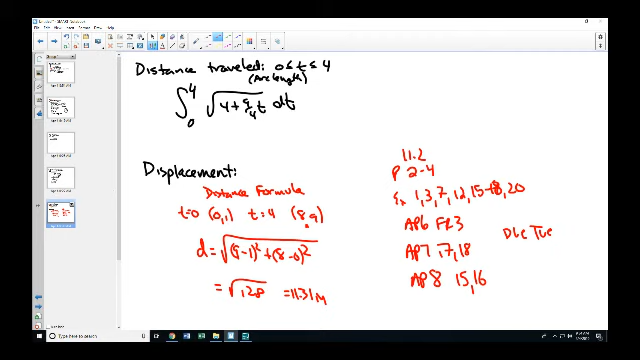 Distance traveled: 0 ≤ t ≤ 4
(Arc length)
∫₀⁴ √(4 + 9/4 t) dt
Displacement:
Distance Formula
t=0 (0,1) t=4 (8,9)
d = √((9-1)² + (8-0)²)
= √128 = 11.31 m
11.2
P 2-4
Ex 1, 3, 7, 12, 15-18, 20
AP6 FR3
AP7 17, 18
AP8 15, 16
Due Tue